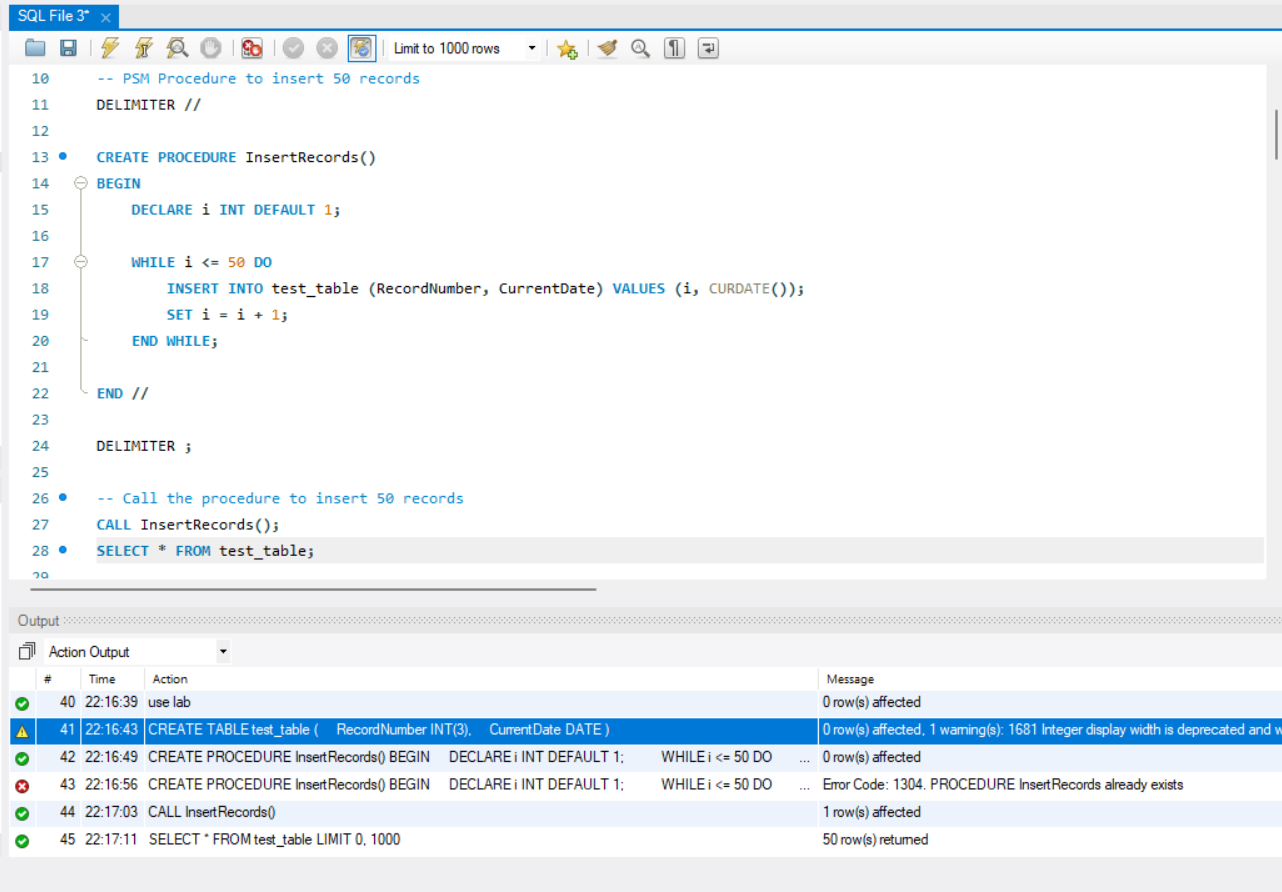 SQL File 3*
Limit to 1000 rows
10 -- PSM Procedure to insert 50 records
11 DELIMITER //
12
13 CREATE PROCEDURE InsertRecords()
14 BEGIN
15 DECLARE i INT DEFAULT 1;
16
17 WHILE i <= 50 DO
18 INSERT INTO test_table (RecordNumber, CurrentDate) VALUES (i, CURDATE());
19 SET i = i + 1;
20 END WHILE;
21
22 END //
23
24 DELIMITER ;
25
26 -- Call the procedure to insert 50 records
27 CALL InsertRecords();
28 SELECT * FROM test_table;
29
Output
Action Output
# Time Action Message
40 22:16:39 use lab 0 row(s) affected
41 22:16:43 CREATE TABLE test_table ( RecordNumber INT(3), CurrentDate DATE ) 0 row(s) affected, 1 warning(s): 1681 Integer display width is deprecated and w
42 22:16:49 CREATE PROCEDURE InsertRecords() BEGIN DECLARE i INT DEFAULT 1; WHILE i <= 50 DO ... 0 row(s) affected
43 22:16:56 CREATE PROCEDURE InsertRecords() BEGIN DECLARE i INT DEFAULT 1; WHILE i <= 50 DO ... Error Code: 1304. PROCEDURE InsertRecords already exists
44 22:17:03 CALL InsertRecords() 1 row(s) affected
45 22:17:11 SELECT * FROM test_table LIMIT 0, 1000 50 row(s) returned